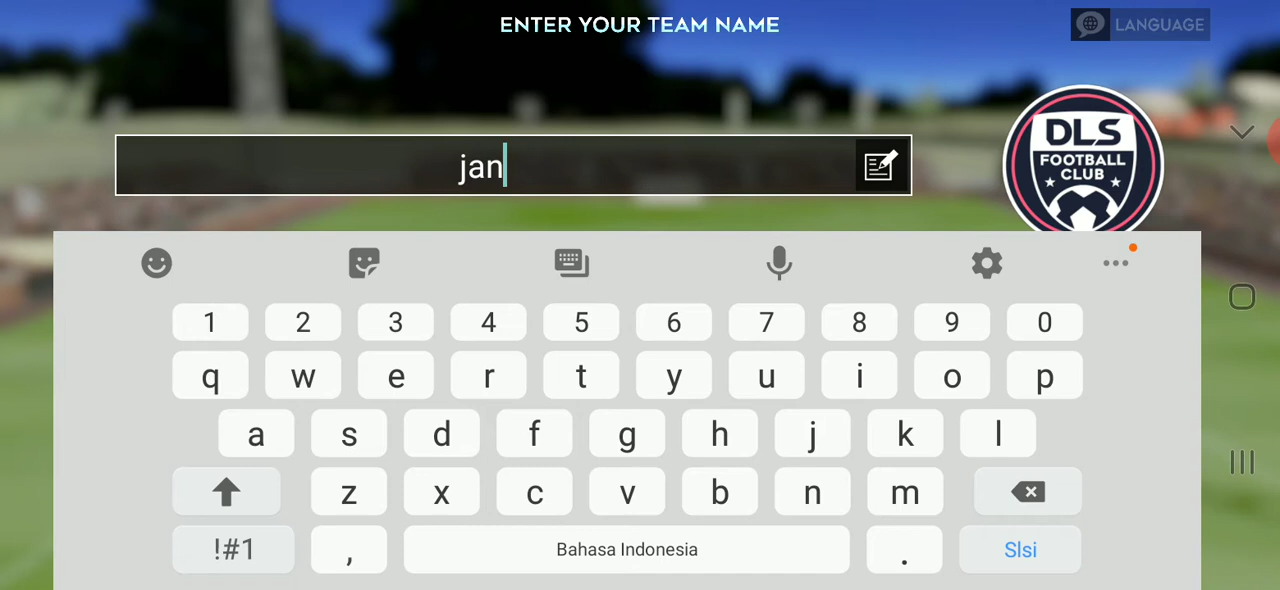 ENTER YOUR TEAM NAME
LANGUAGE
jan
DLS
FOOTBALL
CLUB
1 2 3 4 5 6 7 8 9 0
q w e r t y u i o p
a s d f g h j k l
z x c v b n m
!#1 , Bahasa Indonesia . Slsi